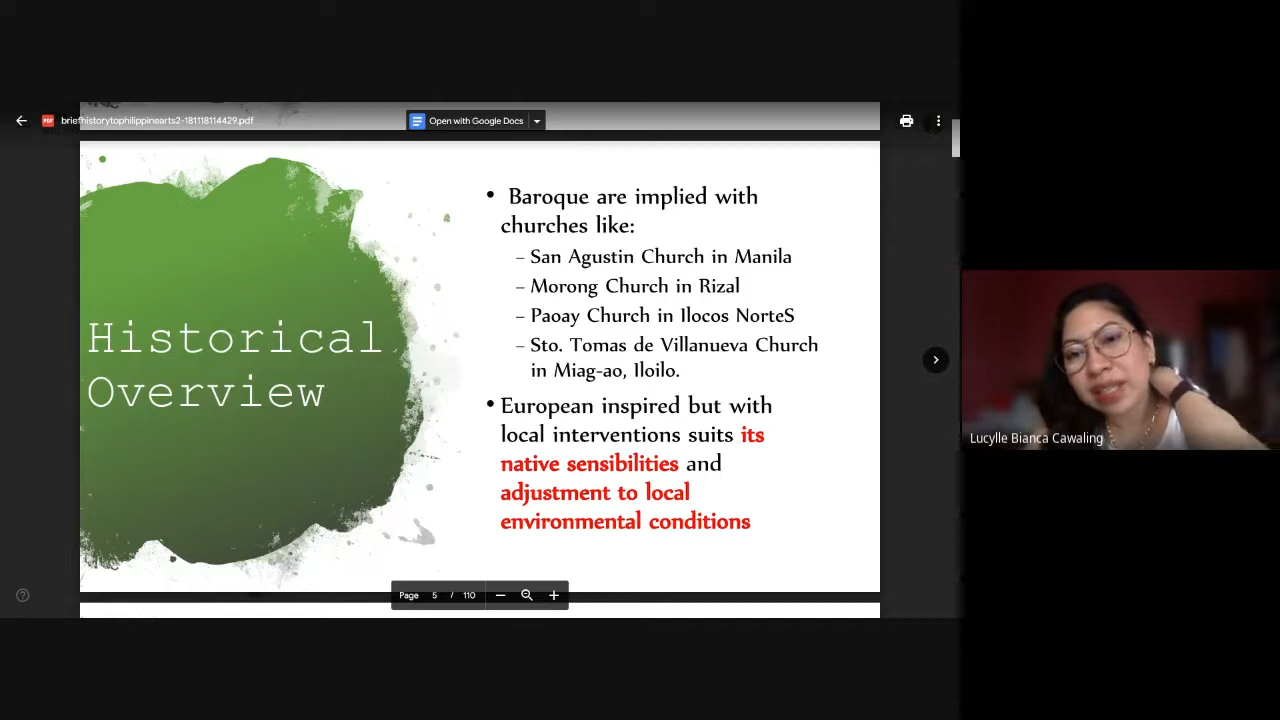 briefhistorytophilippinearts2-181118114429.pdf
Open with Google Docs
Historical
Overview
• Baroque are implied with
churches like:
– San Agustin Church in Manila
– Morong Church in Rizal
– Paoay Church in Ilocos NorteS
– Sto. Tomas de Villanueva Church
in Miag-ao, Iloilo.
• European inspired but with
local interventions suits its
native sensibilities and
adjustment to local
environmental conditions
Page 5 / 110
Lucylle Bianca Cawaling